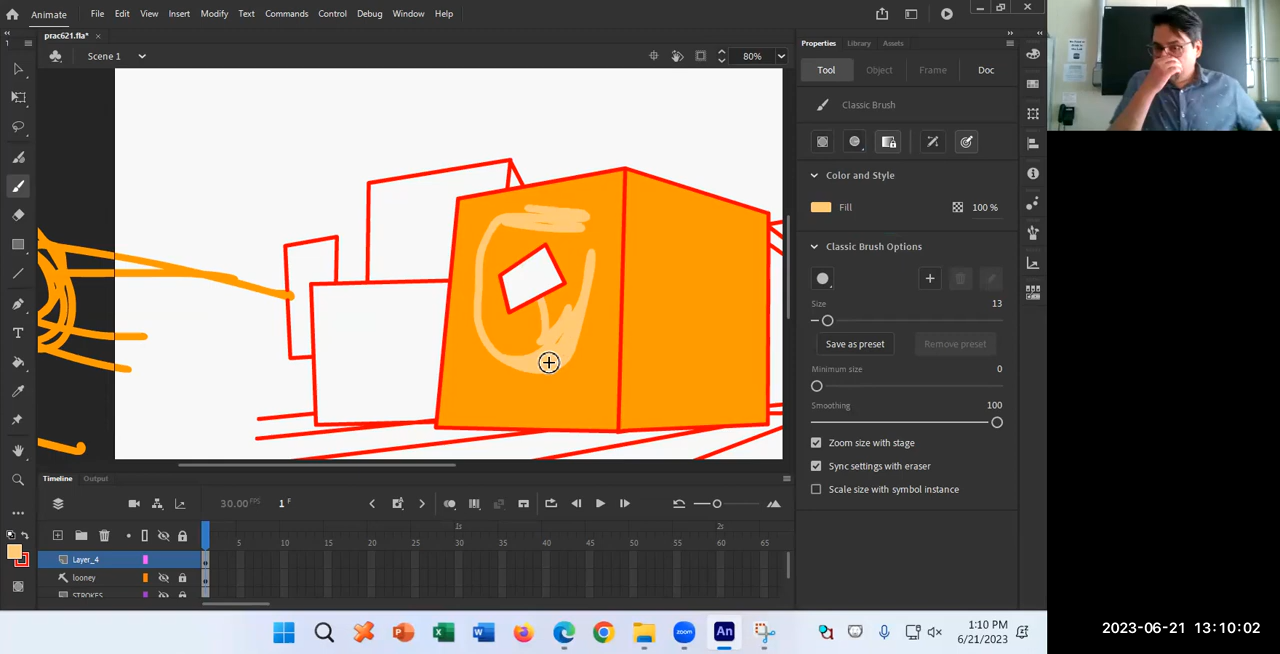 Animate
File Edit View Insert Modify Text Commands Control Debug Window Help
prac621.fla*
Scene 1
80%
Properties Library Assets
Tool Object Frame Doc
Classic Brush
Color and Style
Fill 100 %
Classic Brush Options
Size 13
Save as preset Remove preset
Minimum size 0
Smoothing 100
Zoom size with stage
Sync settings with eraser
Scale size with symbol instance
Timeline Output
30.00 FPS 1 F
1s 2s
5 10 15 20 25 30 35 40 45 50 55 60 65
Layer_4
looney
STROKES
zoom
An
1:10 PM
6/21/2023
2023-06-21 13:10:02